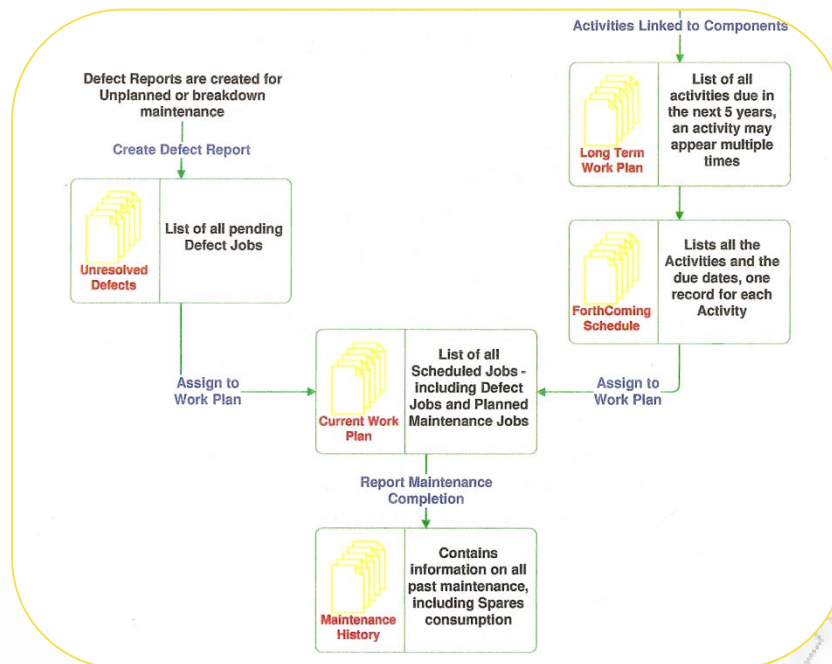 Activities Linked to Components
Defect Reports are created for
Unplanned or breakdown
maintenance
Create Defect Report
Unresolved
Defects
List of all pending
Defect Jobs
Long Term
Work Plan
List of all
activities due in
the next 5 years,
an activity may
appear multiple
times
ForthComing
Schedule
Lists all the
Activities and the
due dates, one
record for each
Activity
Assign to
Work Plan
Current Work
Plan
List of all
Scheduled Jobs -
including Defect
Jobs and Planned
Maintenance Jobs
Assign to
Work Plan
Report Maintenance
Completion
Maintenance
History
Contains
information on all
past maintenance,
including Spares
consumption